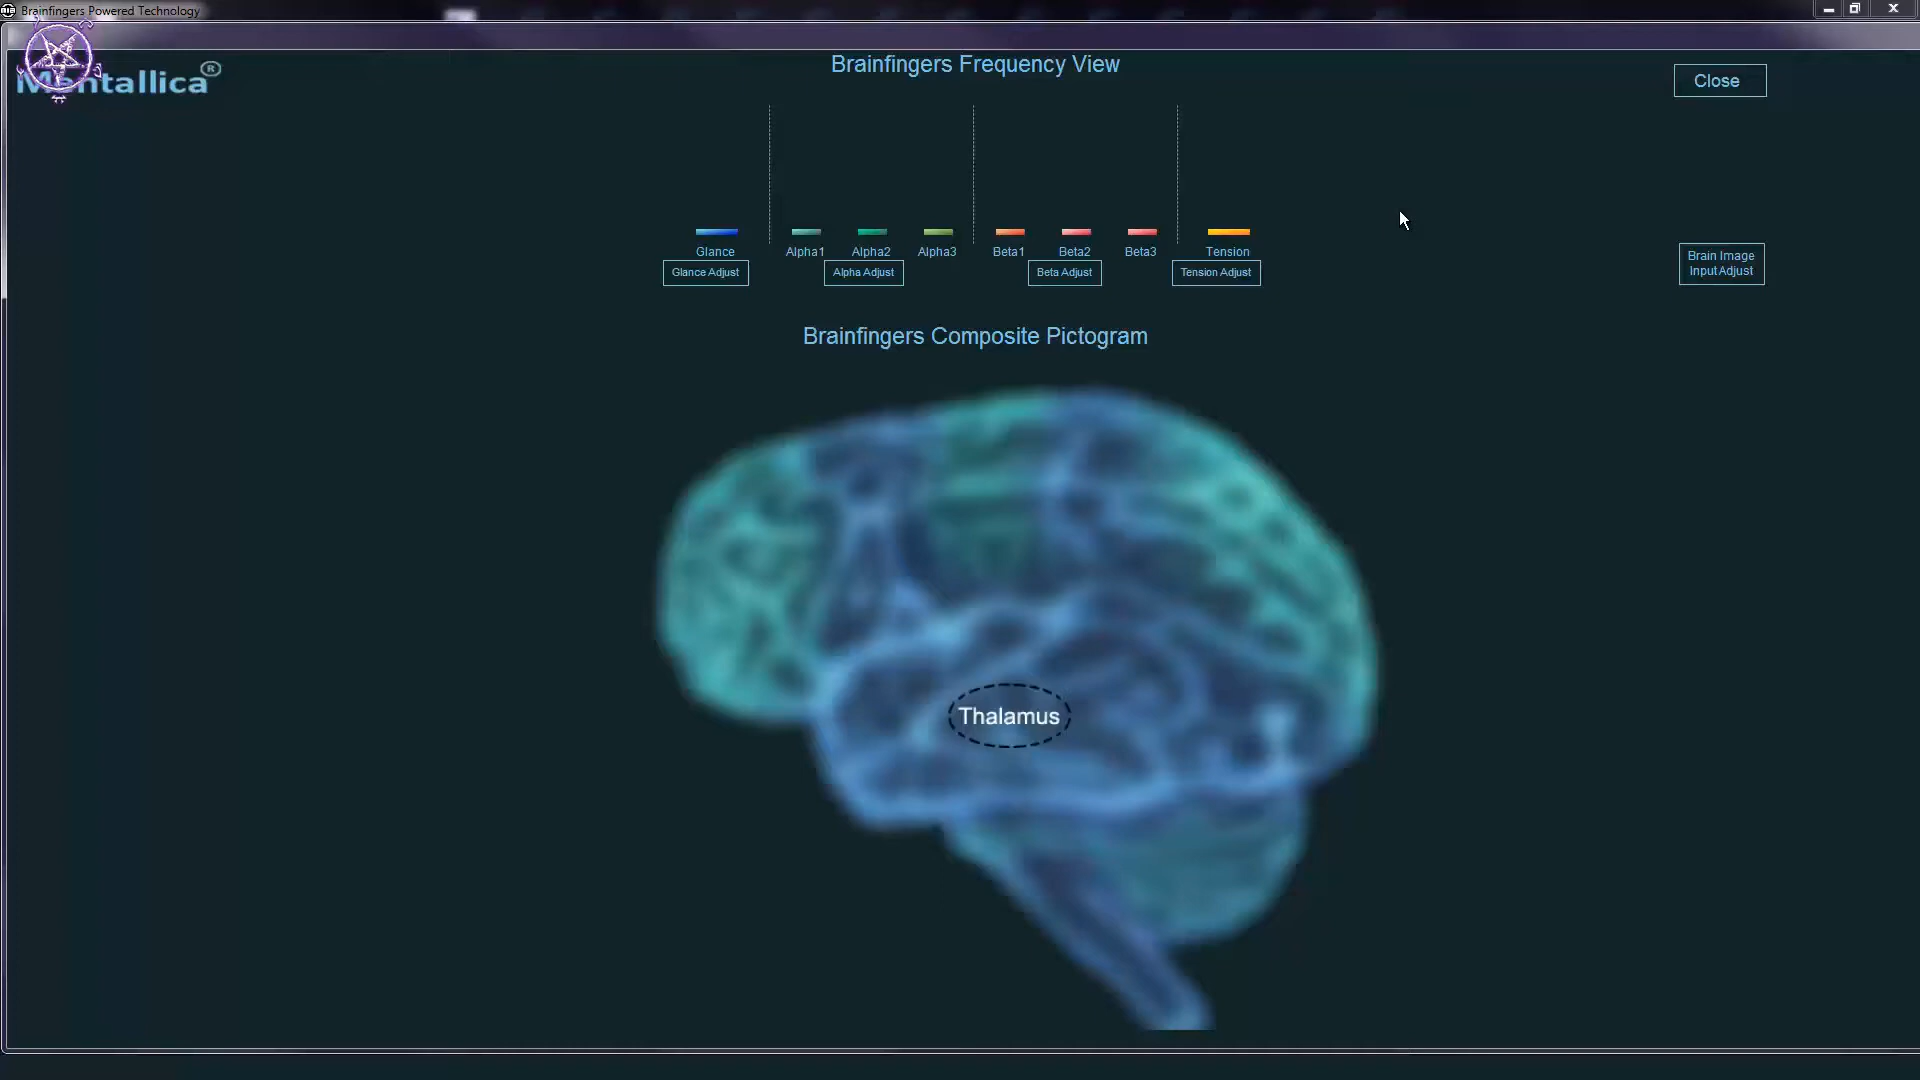 Brainfingers Powered Technology
Mentallica®
Brainfingers Frequency View
Close
Glance
Alpha1
Alpha2
Alpha3
Beta1
Beta2
Beta3
Tension
Glance Adjust
Alpha Adjust
Beta Adjust
Tension Adjust
Brain Image
Input Adjust
Brainfingers Composite Pictogram
Thalamus